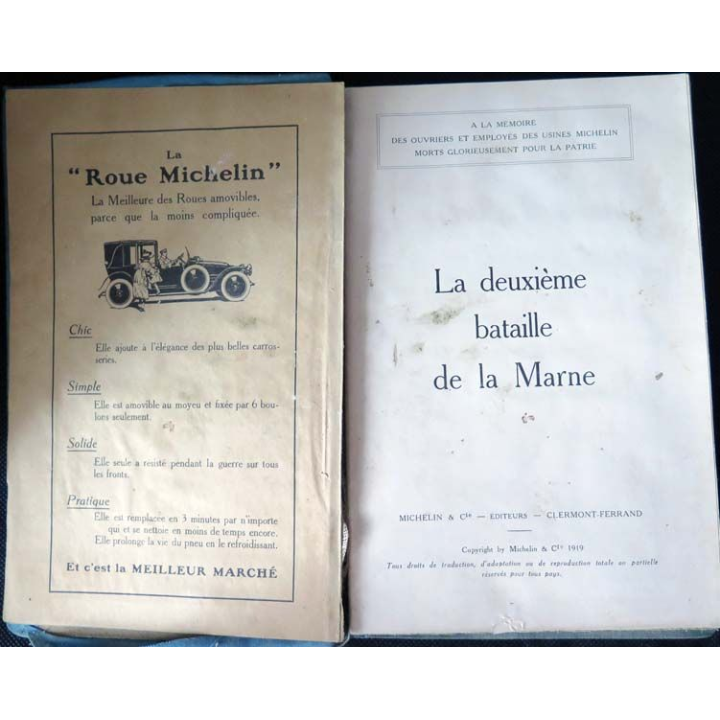 La
"Roue Michelin"
La Meilleure des Roues amovibles,
parce que la moins compliquée.
Chic
Elle ajoute à l'élégance des plus belles carros-
series.
Simple
Elle est amovible au moyeu et fixée par 6 bou-
lons seulement.
Solide
Elle seule a resisté pendant la guerre sur tous
les fronts.
Pratique
Elle est remplacée en 3 minutes par n'importe
qui et se nettoie en moins de temps encore.
Elle prolonge la vie du pneu en le refroidissant.
Et c'est la MEILLEUR MARCHÉ
A LA MÉMOIRE
DES OUVRIERS ET EMPLOYÉS DES USINES MICHELIN
MORTS GLORIEUSEMENT POUR LA PATRIE
La deuxième
bataille
de la Marne
MICHELIN & Cie — EDITEURS — CLERMONT-FERRAND
Copyright by Michelin & Cie 1919
Tous droits de traduction, d'adaptation ou de reproduction totale ou partielle
réservés pour tous pays.